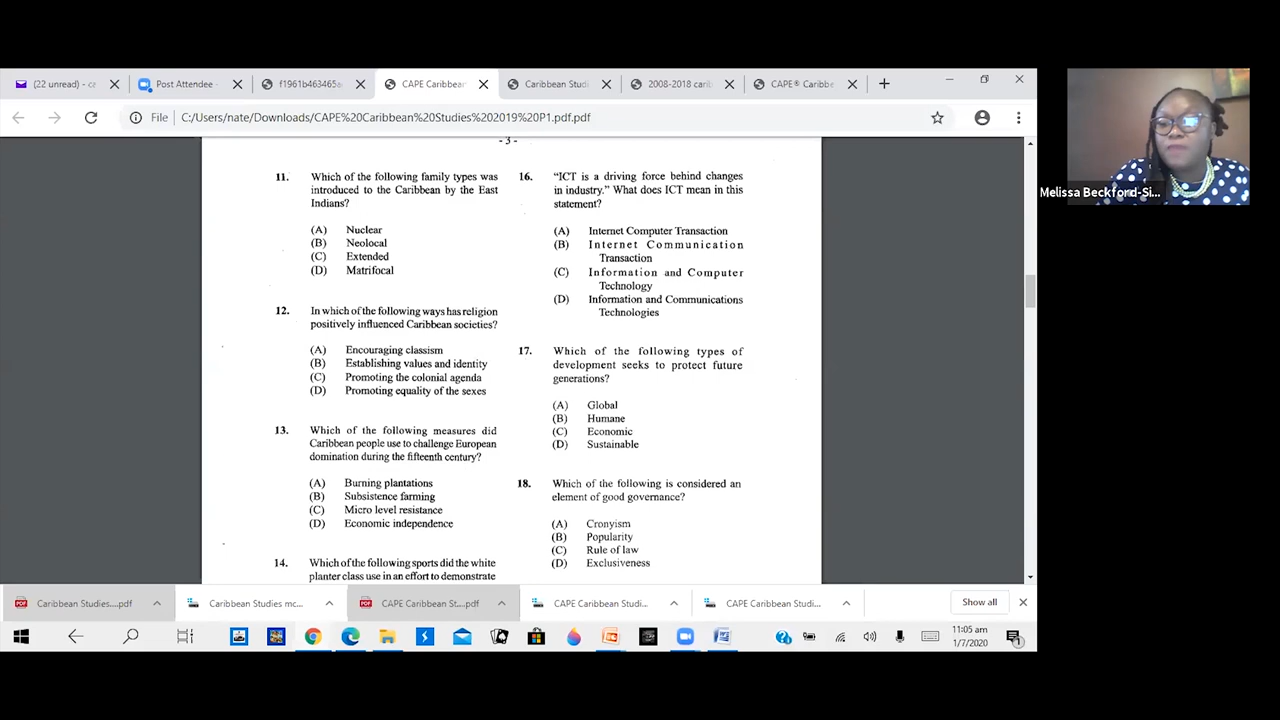 (22 unread) - ca
Post Attendee -
f1961b463465a
CAPE Caribbean
Caribbean Studi
2008-2018 carib
CAPE® Caribbe
File
C:/Users/nate/Downloads/CAPE%20Caribbean%20Studies%202019%20P1.pdf.pdf
-3-
11. Which of the following family types was
introduced to the Caribbean by the East
Indians?
(A) Nuclear
(B) Neolocal
(C) Extended
(D) Matrifocal
12. In which of the following ways has religion
positively influenced Caribbean societies?
(A) Encouraging classism
(B) Establishing values and identity
(C) Promoting the colonial agenda
(D) Promoting equality of the sexes
13. Which of the following measures did
Caribbean people use to challenge European
domination during the fifteenth century?
(A) Burning plantations
(B) Subsistence farming
(C) Micro level resistance
(D) Economic independence
14. Which of the following sports did the white
planter class use in an effort to demonstrate
16. “ICT is a driving force behind changes
in industry.” What does ICT mean in this
statement?
(A) Internet Computer Transaction
(B) Internet Communication
Transaction
(C) Information and Computer
Technology
(D) Information and Communications
Technologies
17. Which of the following types of
development seeks to protect future
generations?
(A) Global
(B) Humane
(C) Economic
(D) Sustainable
18. Which of the following is considered an
element of good governance?
(A) Cronyism
(B) Popularity
(C) Rule of law
(D) Exclusiveness
Melissa Beckford-Si...
Caribbean Studies....pdf
Caribbean Studies mc....
CAPE Caribbean St....pdf
CAPE Caribbean Studi...
CAPE Caribbean Studi...
Show all
11:05 am
1/7/2020